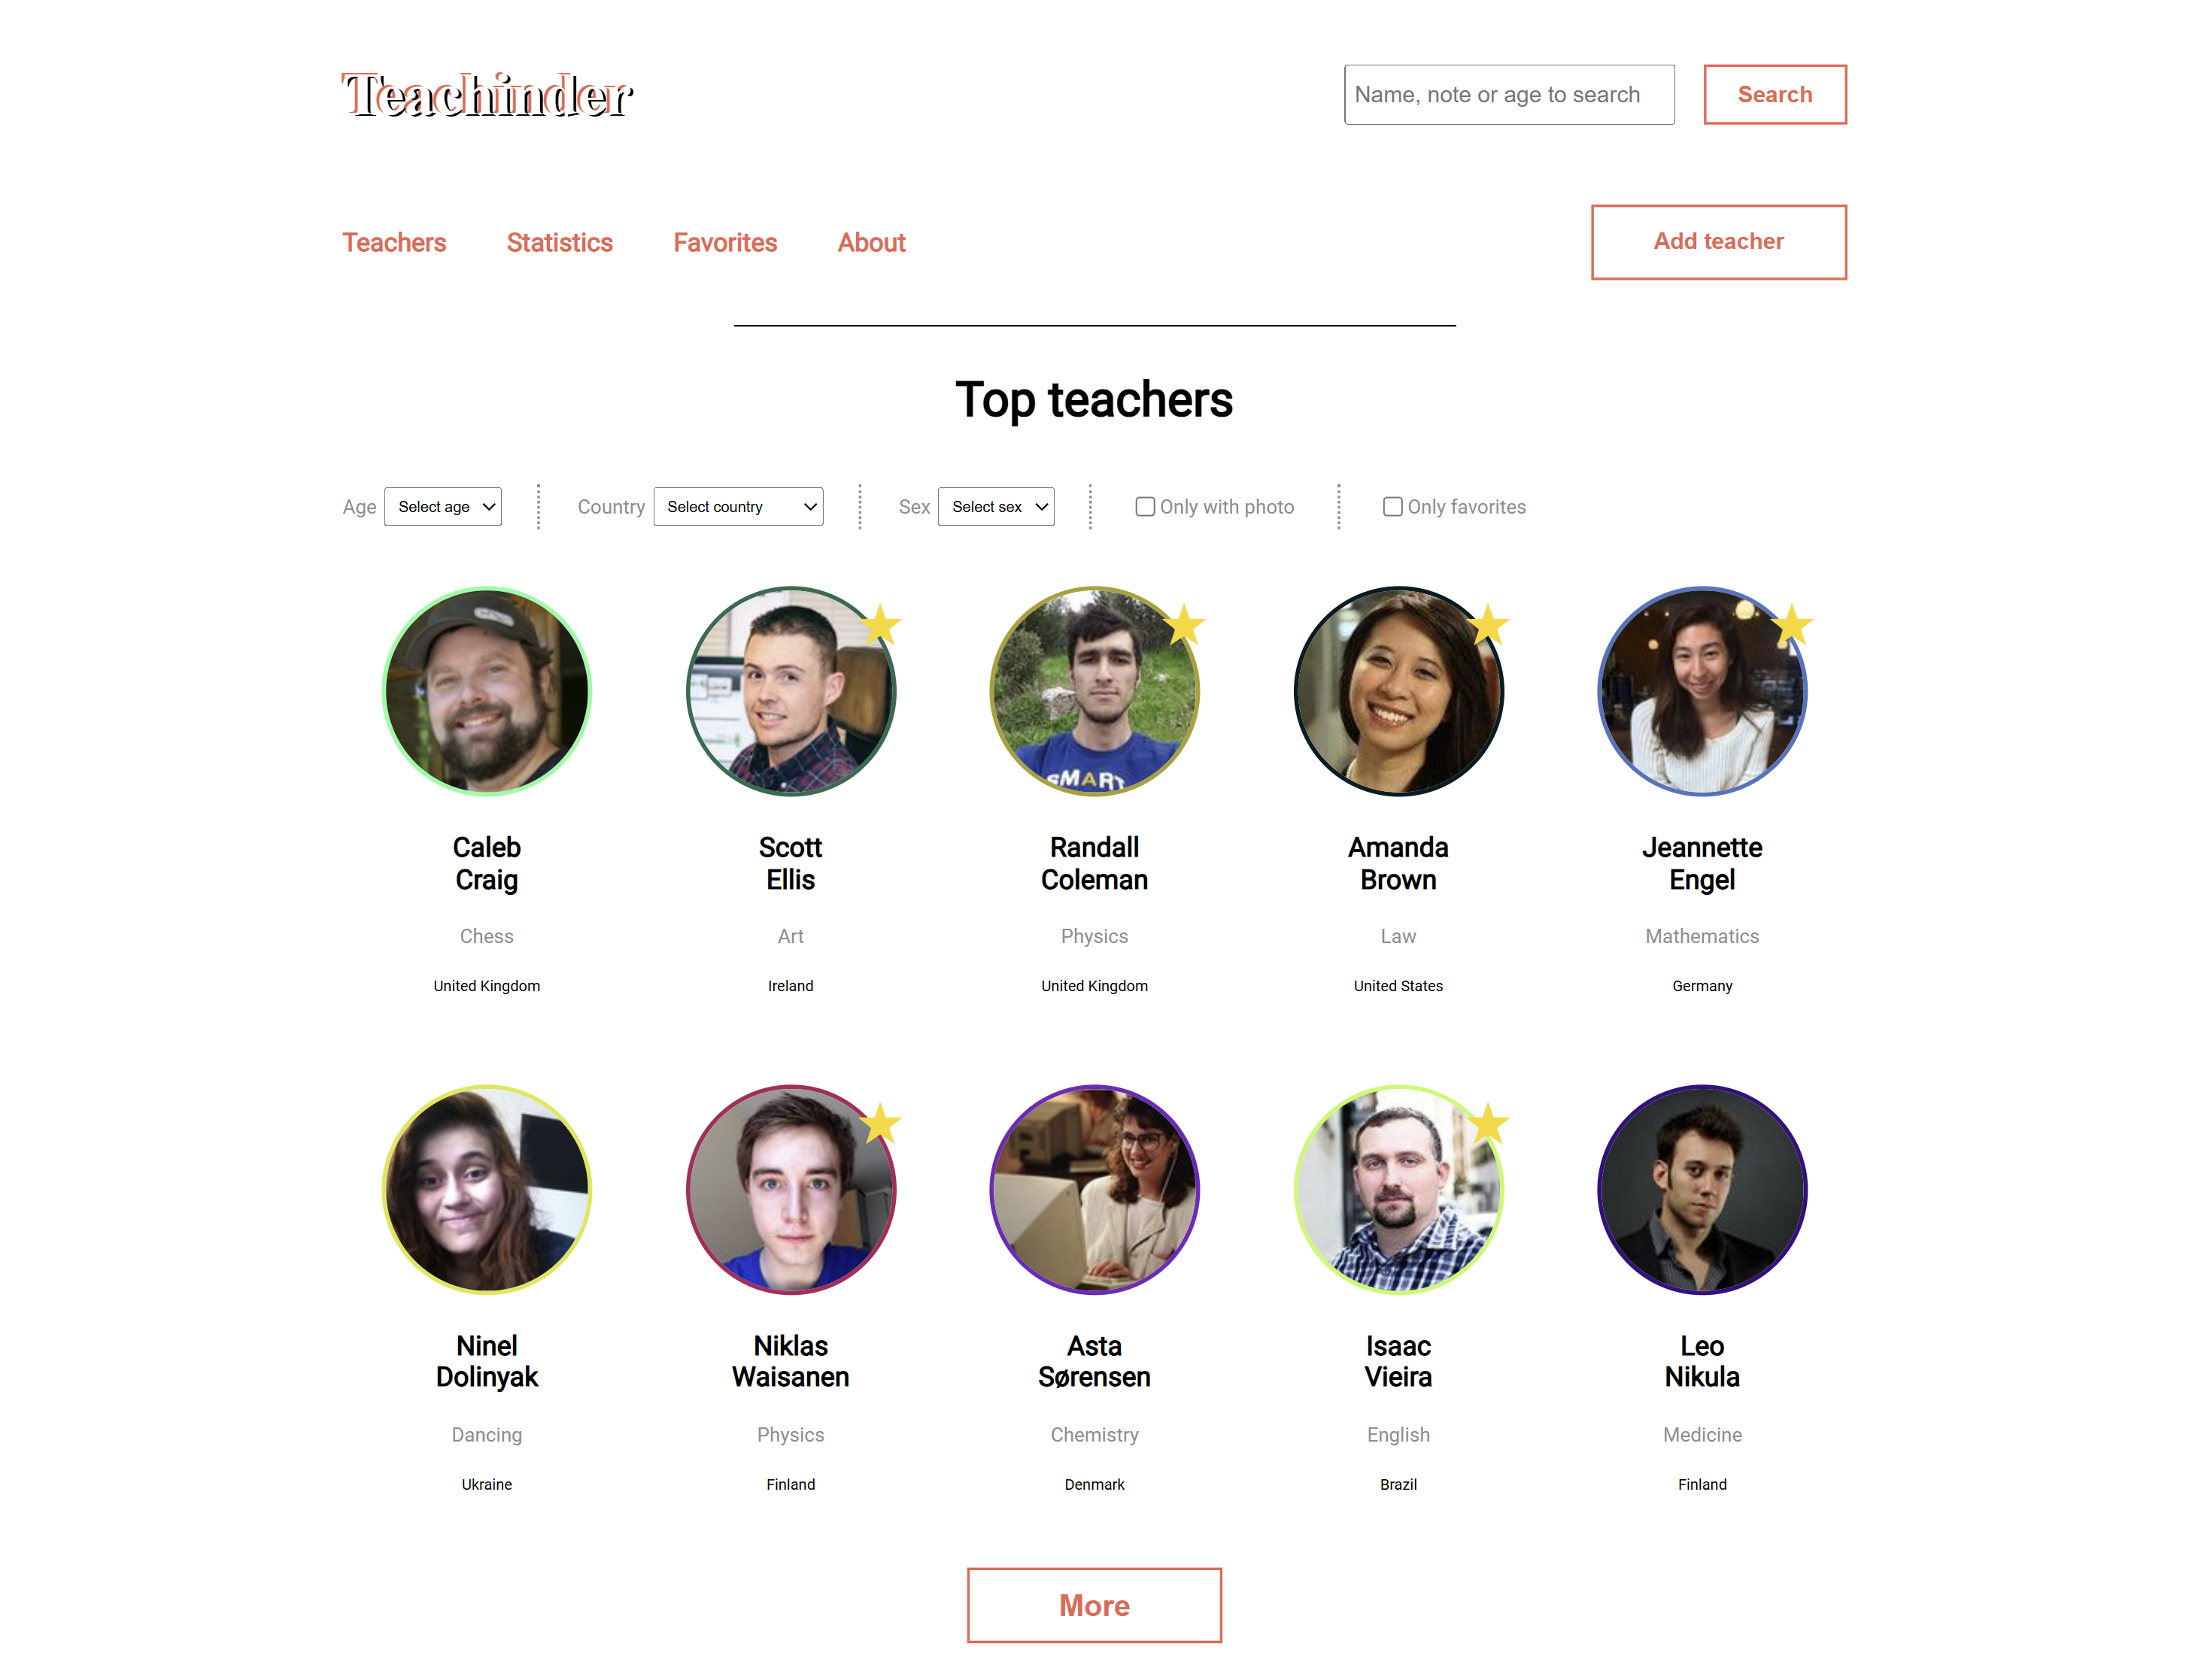 Teachinder
Name, note or age to search
Search
Teachers
Statistics
Favorites
About
Add teacher
Top teachers
Age
Select age
Country
Select country
Sex
Select sex
Only with photo
Only favorites
SMART
Caleb
Craig
Chess
United Kingdom
Scott
Ellis
Art
Ireland
Randall
Coleman
Physics
United Kingdom
Amanda
Brown
Law
United States
Jeannette
Engel
Mathematics
Germany
Ninel
Dolinyak
Dancing
Ukraine
Niklas
Waisanen
Physics
Finland
Asta
Sørensen
Chemistry
Denmark
Isaac
Vieira
English
Brazil
Leo
Nikula
Medicine
Finland
More